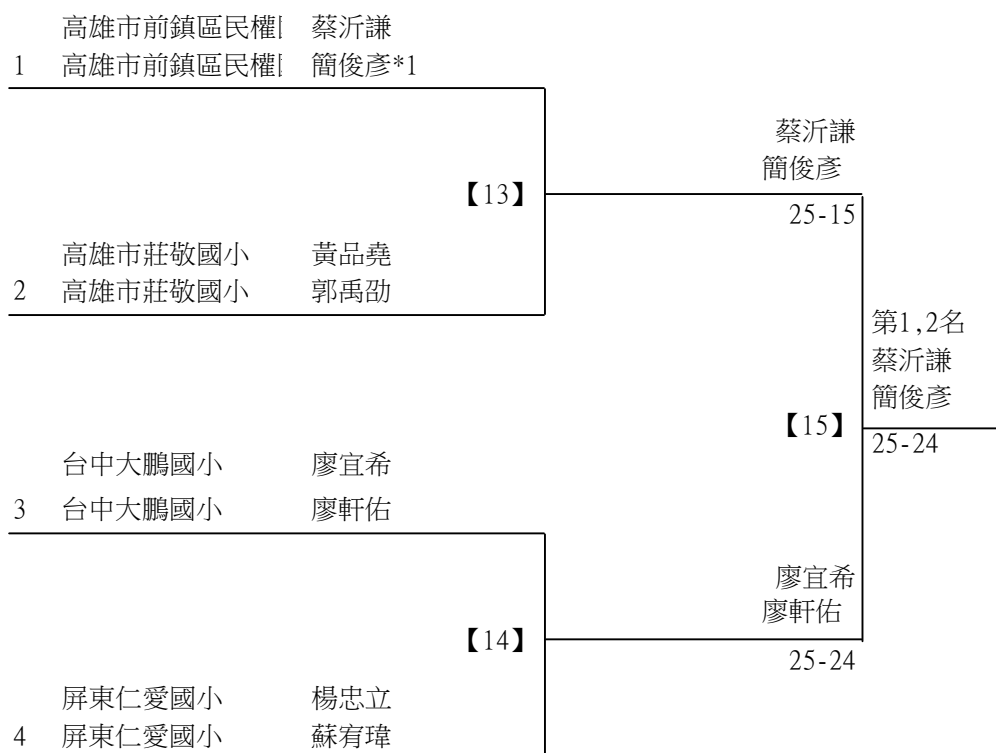 高雄市前鎮區民權 蔡沂謙
1 高雄市前鎮區民權 簡俊彥*1
蔡沂謙
簡俊彥
【13】
25-15
高雄市莊敬國小 黃品堯
2 高雄市莊敬國小 郭禹劭
第1,2名
蔡沂謙
簡俊彥
【15】
25-24
台中大鵬國小 廖宜希
3 台中大鵬國小 廖軒佑
廖宜希
廖軒佑
【14】
25-24
屏東仁愛國小 楊忠立
4 屏東仁愛國小 蘇宥瑋